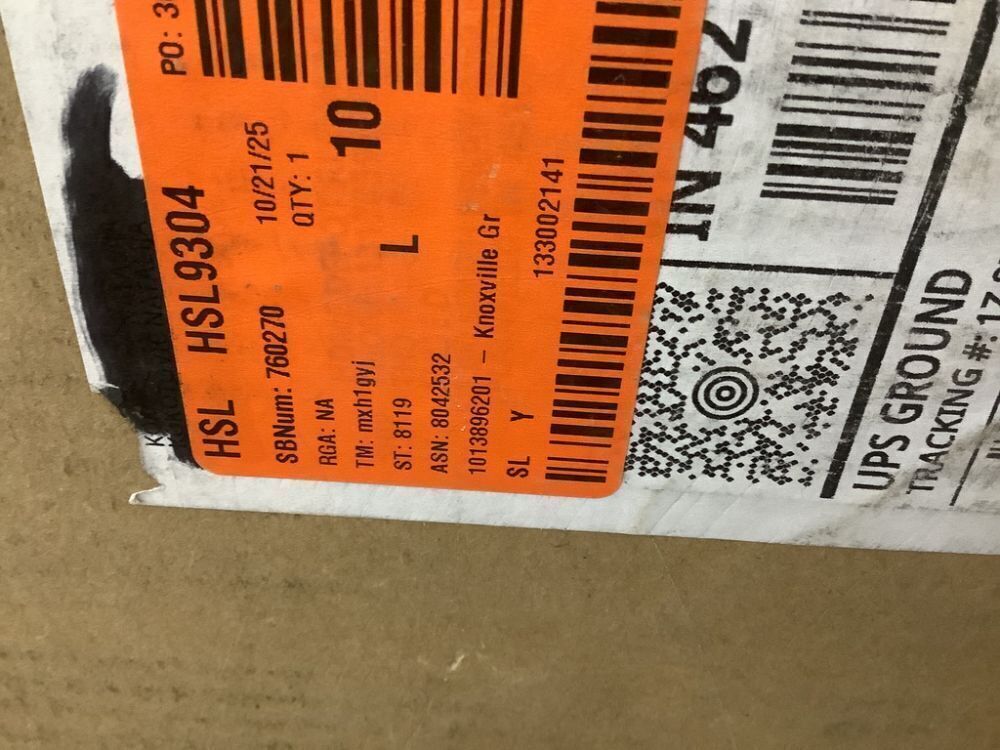 PO: 3
HSL HSL9304
SBNum: 760270 10/21/25
RGA: NA QTY: 1
TM: mxh1gyj 10
ST: 8119 L
ASN: 8042532
1013896201 – Knoxville Gr
SL Y 133002141
IN 462
UPS GROUND
TRACKING #: 1Z